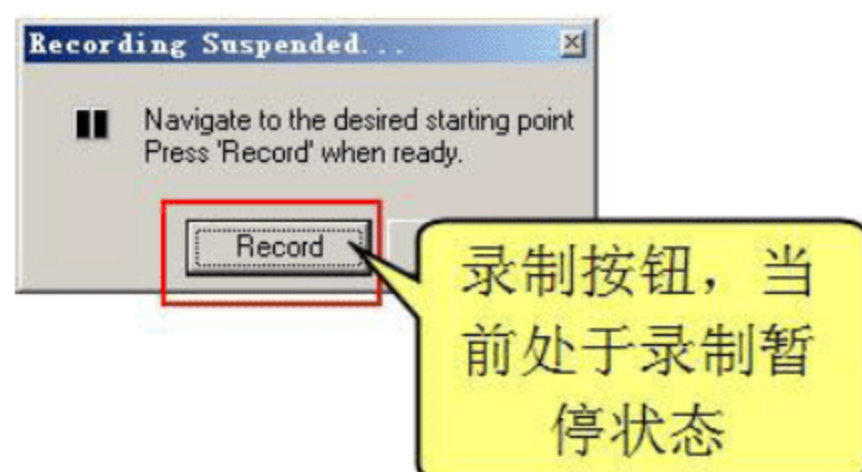 Recording Suspended...
Navigate to the desired starting point
Press 'Record' when ready.
Record
录制按钮，当
前处于录制暂
停状态